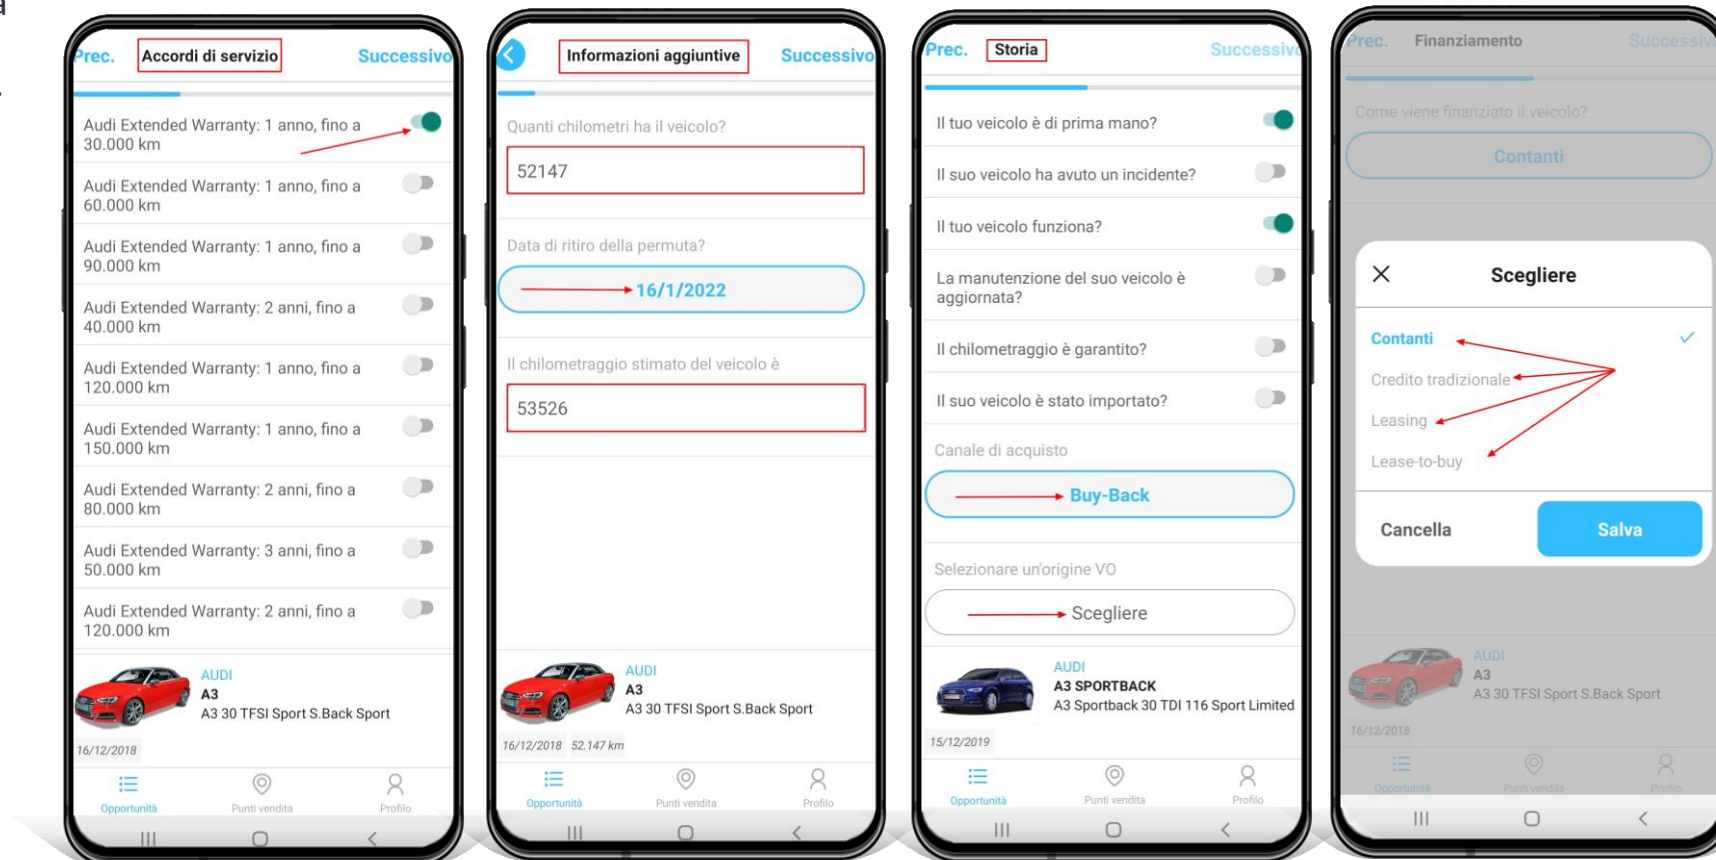 a
.
Prec. Accordi di servizio Successivo
Audi Extended Warranty: 1 anno, fino a
30.000 km
Audi Extended Warranty: 1 anno, fino a
60.000 km
Audi Extended Warranty: 1 anno, fino a
90.000 km
Audi Extended Warranty: 2 anni, fino a
40.000 km
Audi Extended Warranty: 1 anno, fino a
120.000 km
Audi Extended Warranty: 1 anno, fino a
150.000 km
Audi Extended Warranty: 2 anni, fino a
80.000 km
Audi Extended Warranty: 3 anni, fino a
50.000 km
Audi Extended Warranty: 2 anni, fino a
120.000 km
AUDI
A3
A3 30 TFSI Sport S.Back Sport
16/12/2018
Opportunità Punti vendita Profilo
Informazioni aggiuntive Successivo
Quanti chilometri ha il veicolo?
52147
Data di ritiro della permuta?
16/1/2022
Il chilometraggio stimato del veicolo è
53526
AUDI
A3
A3 30 TFSI Sport S.Back Sport
16/12/2018 52.147 km
Opportunità Punti vendita Profilo
Prec. Storia Successivo
Il tuo veicolo è di prima mano?
Il suo veicolo ha avuto un incidente?
Il tuo veicolo funziona?
La manutenzione del suo veicolo è
aggiornata?
Il chilometraggio è garantito?
Il suo veicolo è stato importato?
Canale di acquisto
Buy-Back
Selezionare un'origine VO
Scegliere
AUDI
A3 SPORTBACK
A3 Sportback 30 TDI 116 Sport Limited
15/12/2019
Opportunità Punti vendita Profilo
Prec. Finanziamento Successivo
Come viene finanziato il veicolo?
Contanti
Scegliere
Contanti
Credito tradizionale
Leasing
Lease-to-buy
Cancella Salva
AUDI
A3
A3 30 TFSI Sport S.Back Sport
16/12/2018
Opportunità Punti vendita Profilo